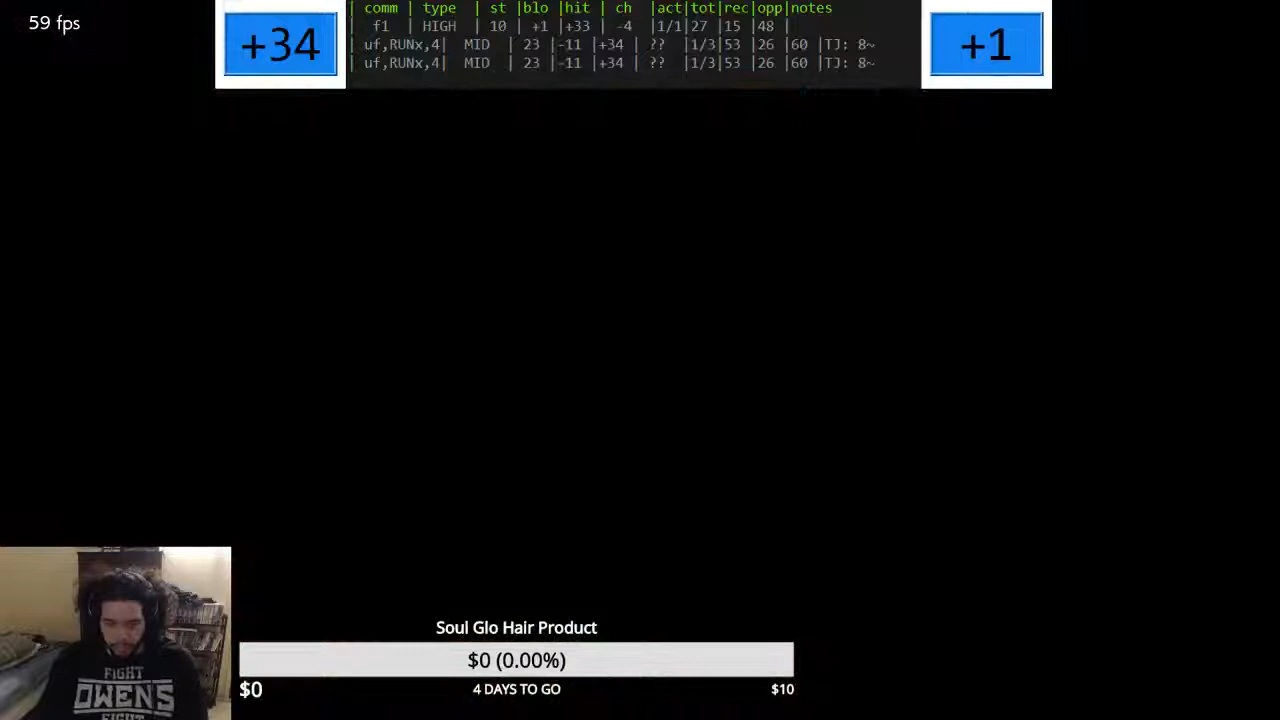 59 fps
+34
| comm | type | st |blo |hit | ch |act|tot|rec|opp|notes
| f1 | HIGH | 10 | +1 |+33 | -4 |1/1|27 |15 |48 |
| uf,RUNx,4| MID | 23 |-11 |+34 | ?? |1/3|53 |26 |60 |TJ: 8~
| uf,RUNx,4| MID | 23 |-11 |+34 | ?? |1/3|53 |26 |60 |TJ: 8~
+1
Soul Glo Hair Product
$0 (0.00%)
$0
4 DAYS TO GO
$10
FIGHT
OWENS
FIGHT